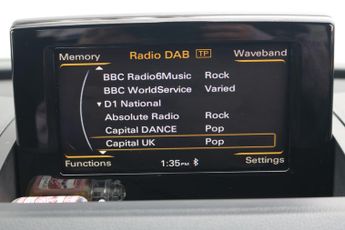 Memory Radio DAB TP Waveband
BBC Radio6Music Rock
BBC WorldService Varied
D1 National
Absolute Radio Rock
Capital DANCE Pop
Capital UK Pop
Functions 1:35PM Settings